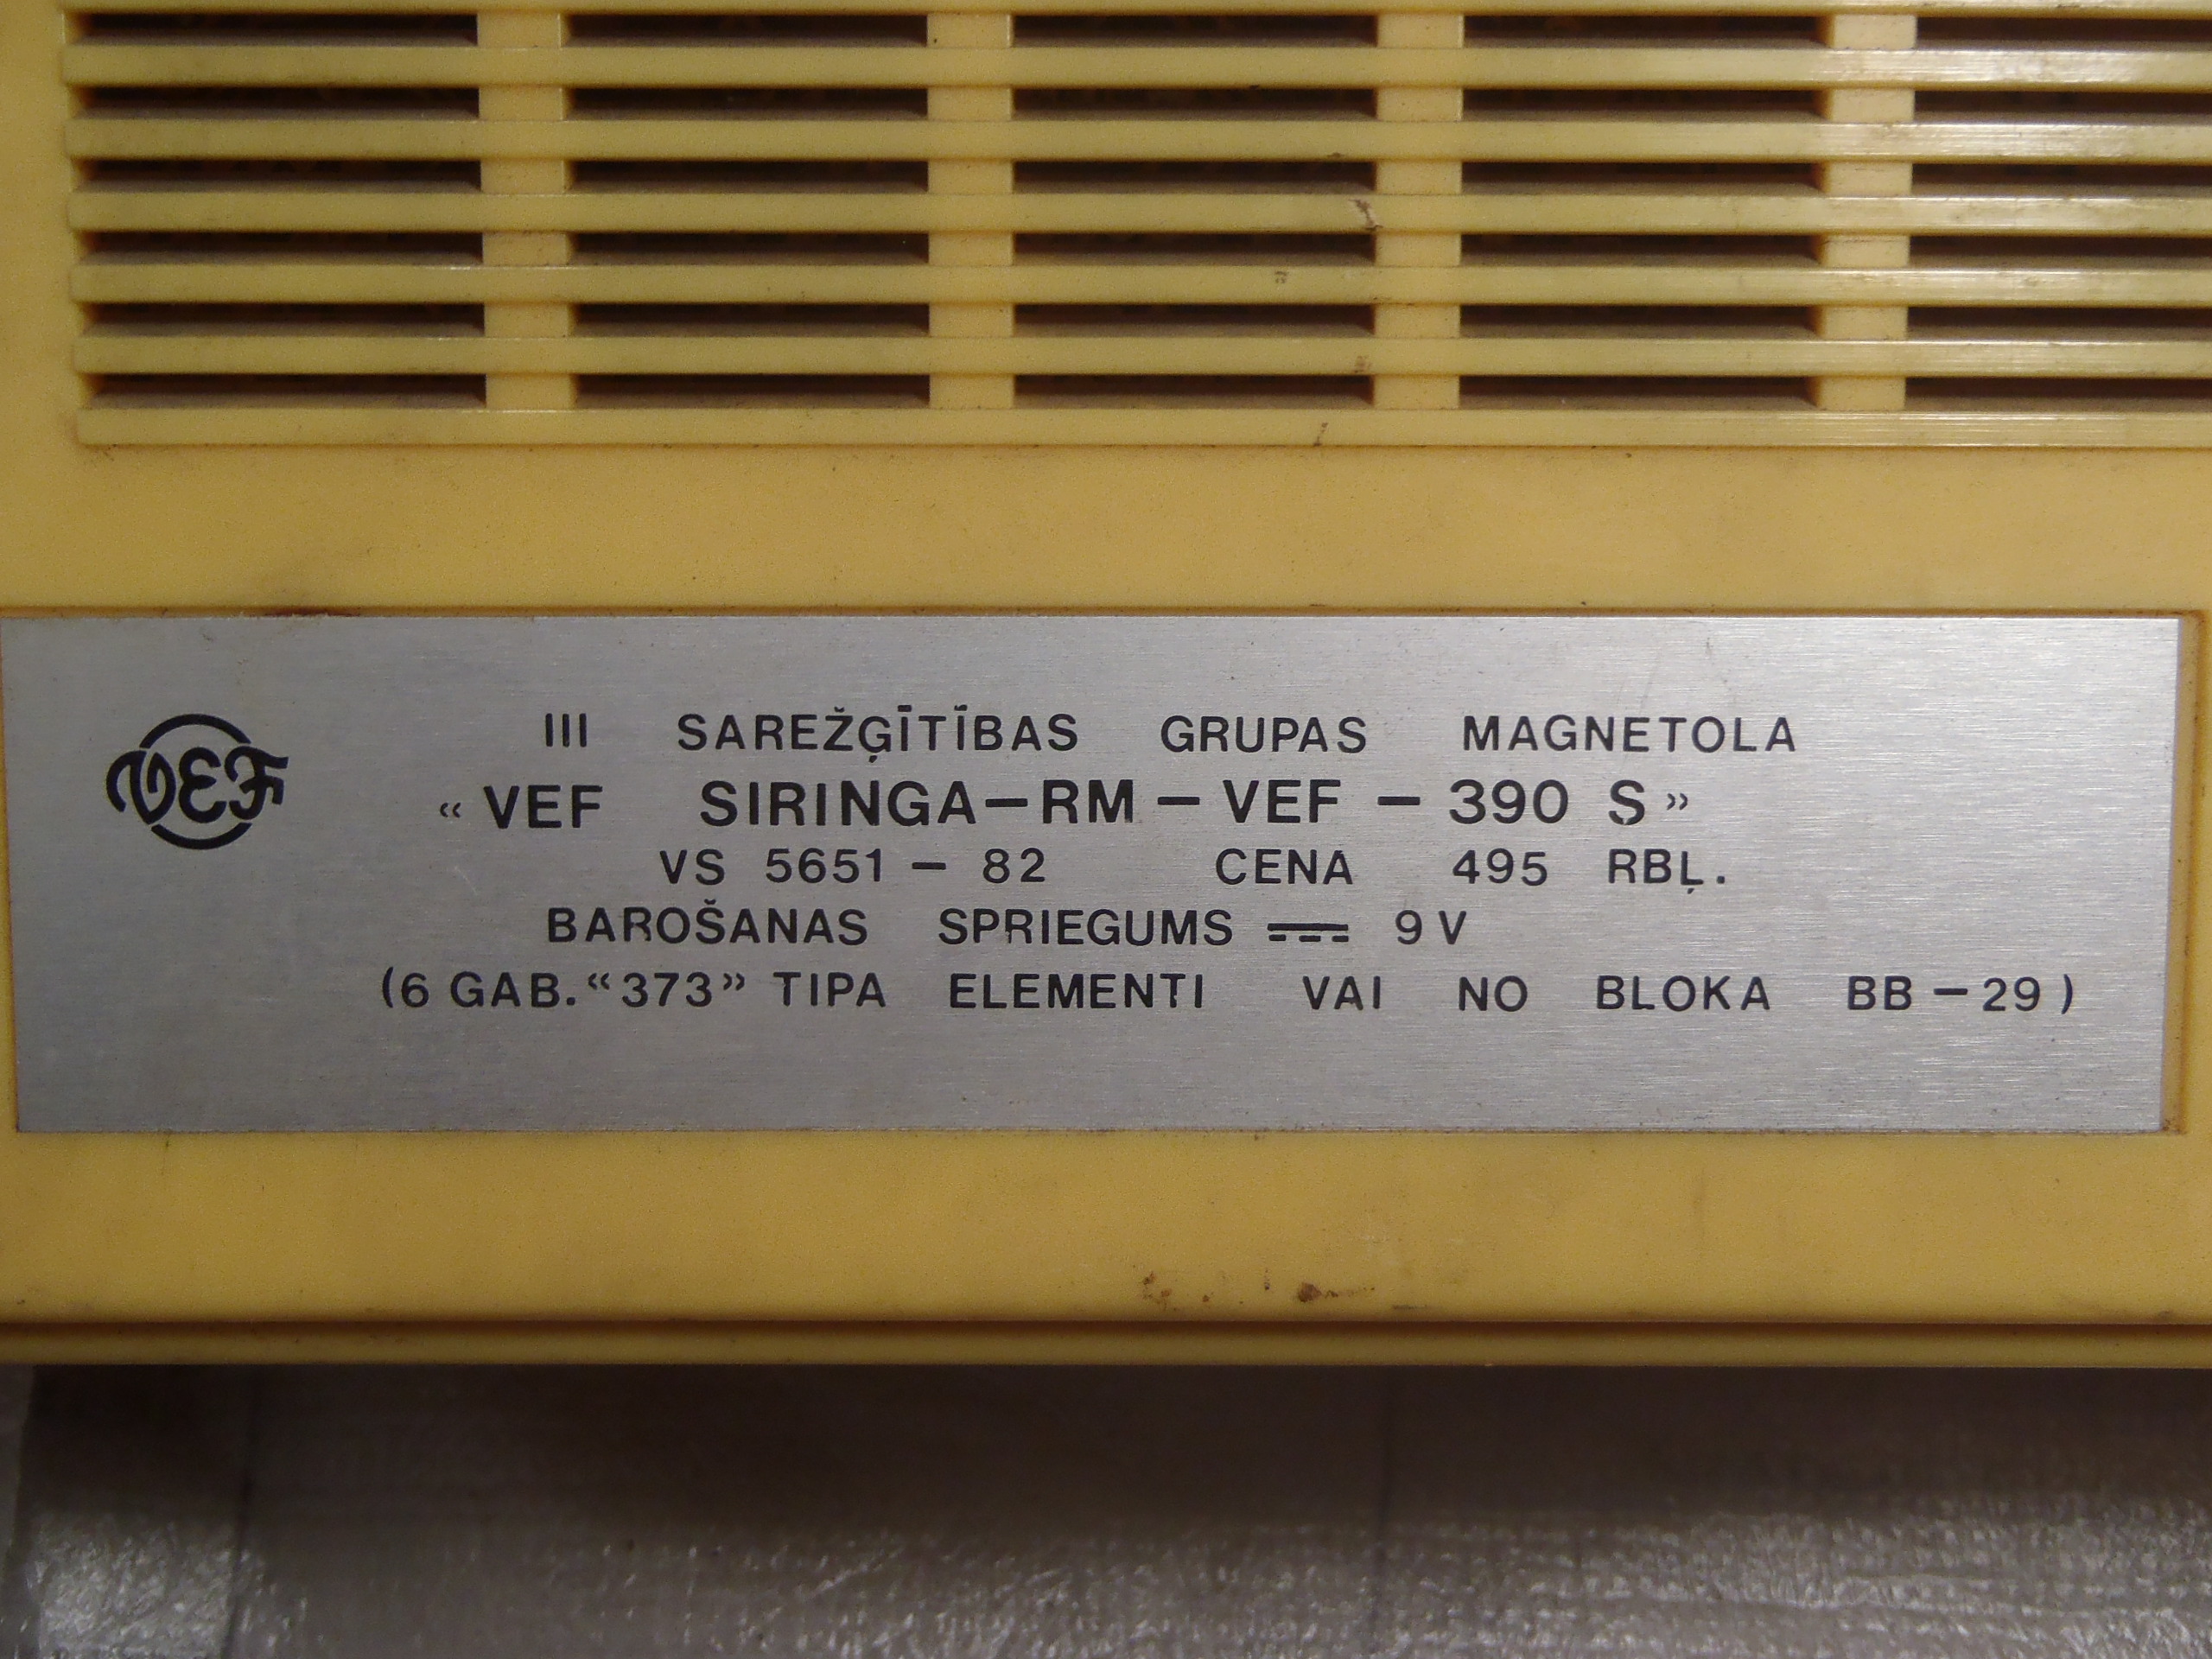 VEF
III SAREŽĢĪTĪBAS GRUPAS MAGNETOLA
« VEF SIRINGA—RM — VEF — 390 S »
VS 5651 — 82 CENA 495 RBĻ.
BAROŠANAS SPRIEGUMS ⎓ 9 V
(6 GAB. «373» TIPA ELEMENTI VAI NO BLOKA BB — 29 )